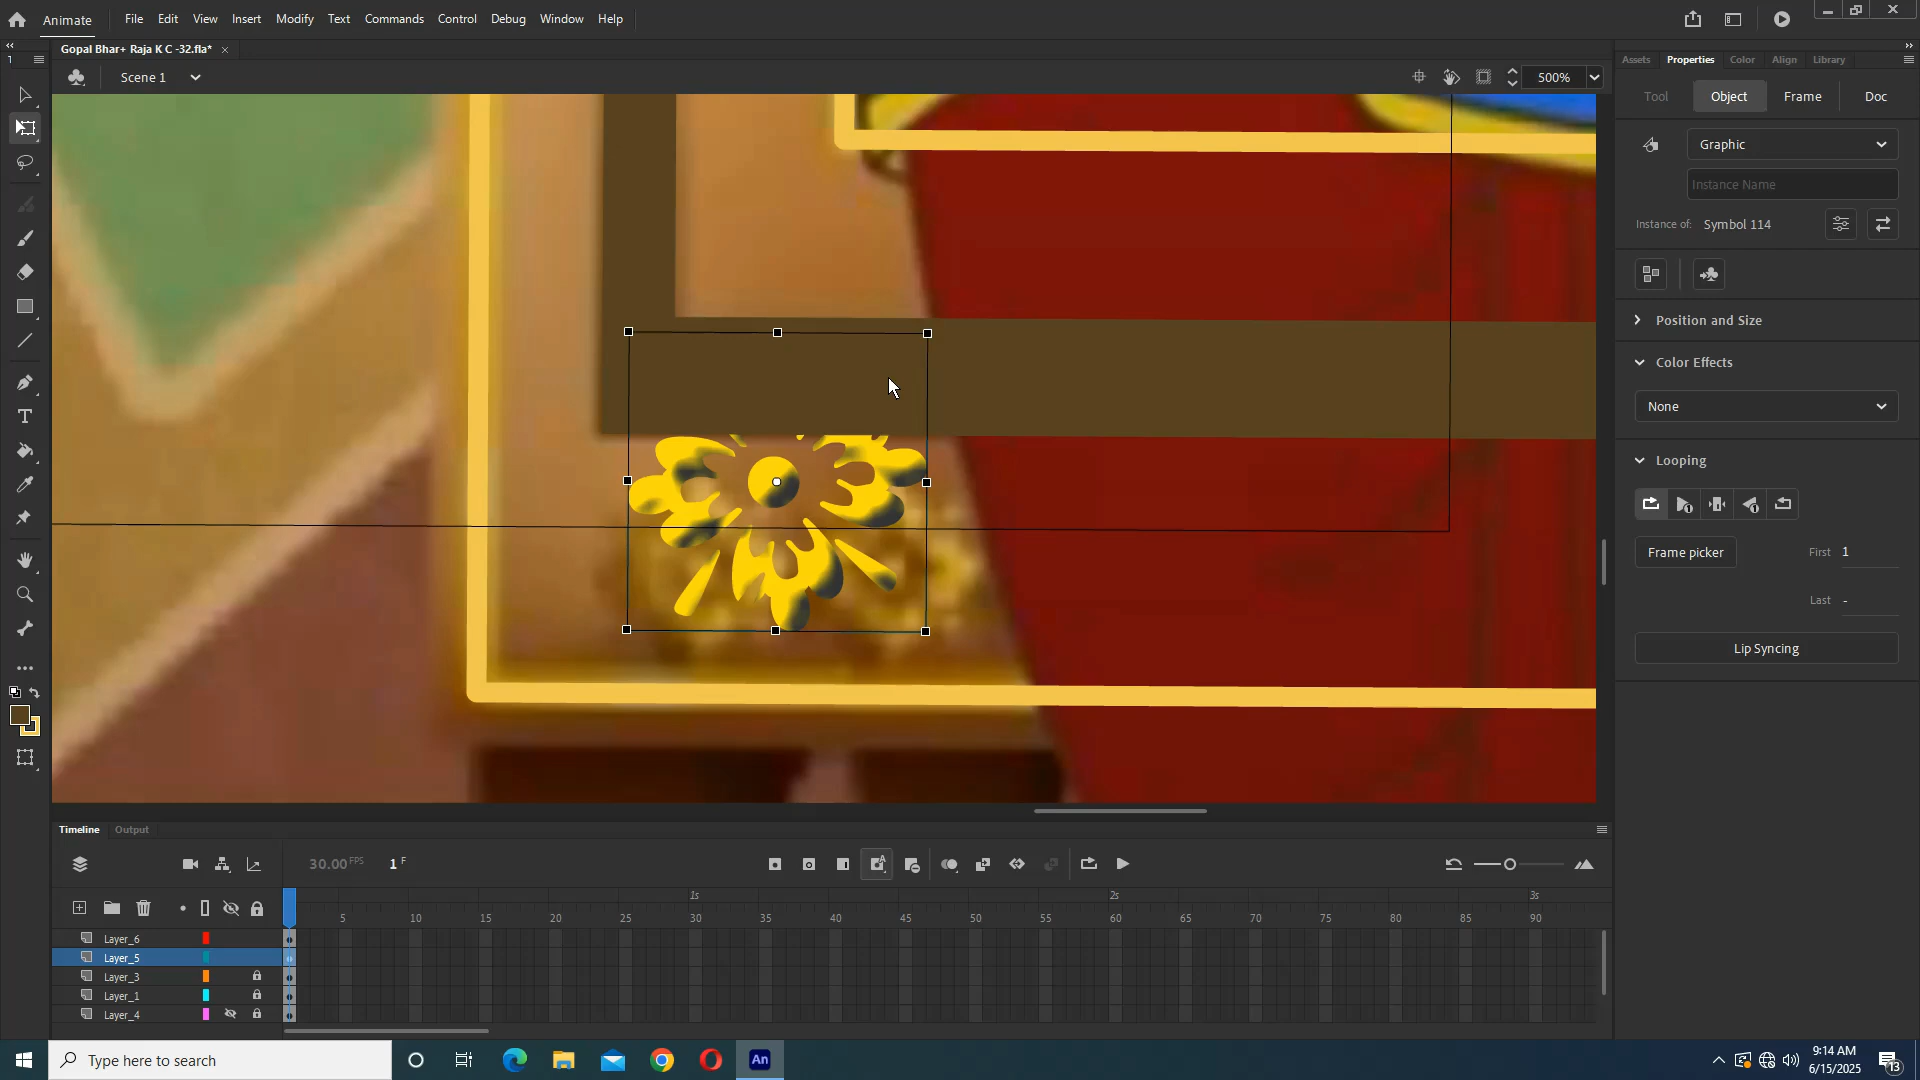 Animate File Edit View Insert Modify Text Commands Control Debug Window Help
Gopal Bhar+ Raja K C -32.fla* ×
Scene 1
500%
Assets Properties Color Align Library
Tool Object Frame Doc
Graphic
Instance Name
Instance of: Symbol 114
Position and Size
Color Effects
None
Looping
Frame picker First 1
Last -
Lip Syncing
Timeline Output
30.00 FPS 1 F
1s 2s 3s
5 10 15 20 25 30 35 40 45 50 55 60 65 70 75 80 85 90
Layer_6
Layer_5
Layer_3
Layer_1
Layer_4
Type here to search
An
9:14 AM
6/15/2025
13